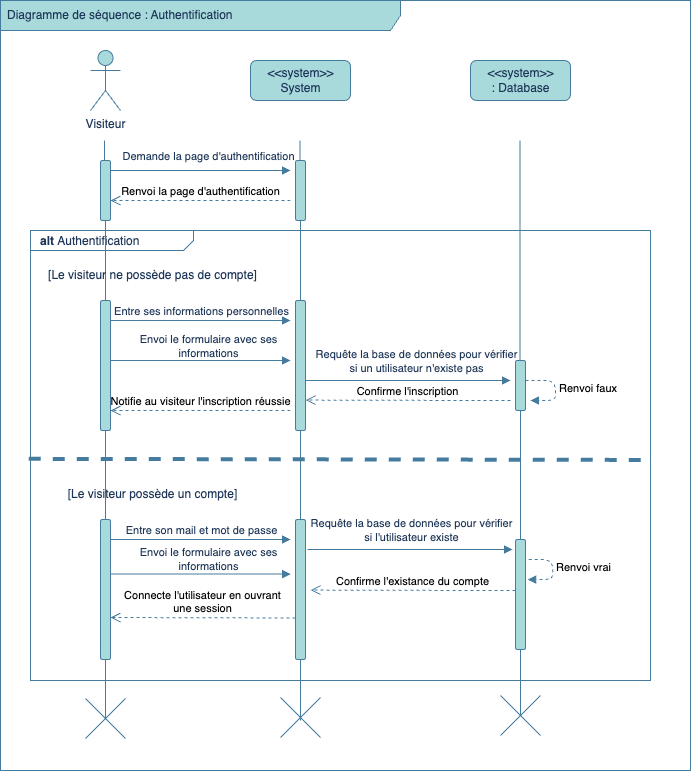 Diagramme de séquence : Authentification
<<system>>
System
<<system>>
: Database
Visiteur
Demande la page d'authentification
Renvoi la page d'authentification
alt Authentification
[Le visiteur ne possède pas de compte]
Entre ses informations personnelles
Envoi le formulaire avec ses
informations
Requête la base de données pour vérifier
si un utilisateur n'existe pas
Renvoi faux
Confirme l'inscription
Notifie au visiteur l'inscription réussie
[Le visiteur possède un compte]
Entre son mail et mot de passe
Requête la base de données pour vérifier
si l'utilisateur existe
Envoi le formulaire avec ses
informations
Renvoi vrai
Confirme l'existance du compte
Connecte l'utilisateur en ouvrant
une session